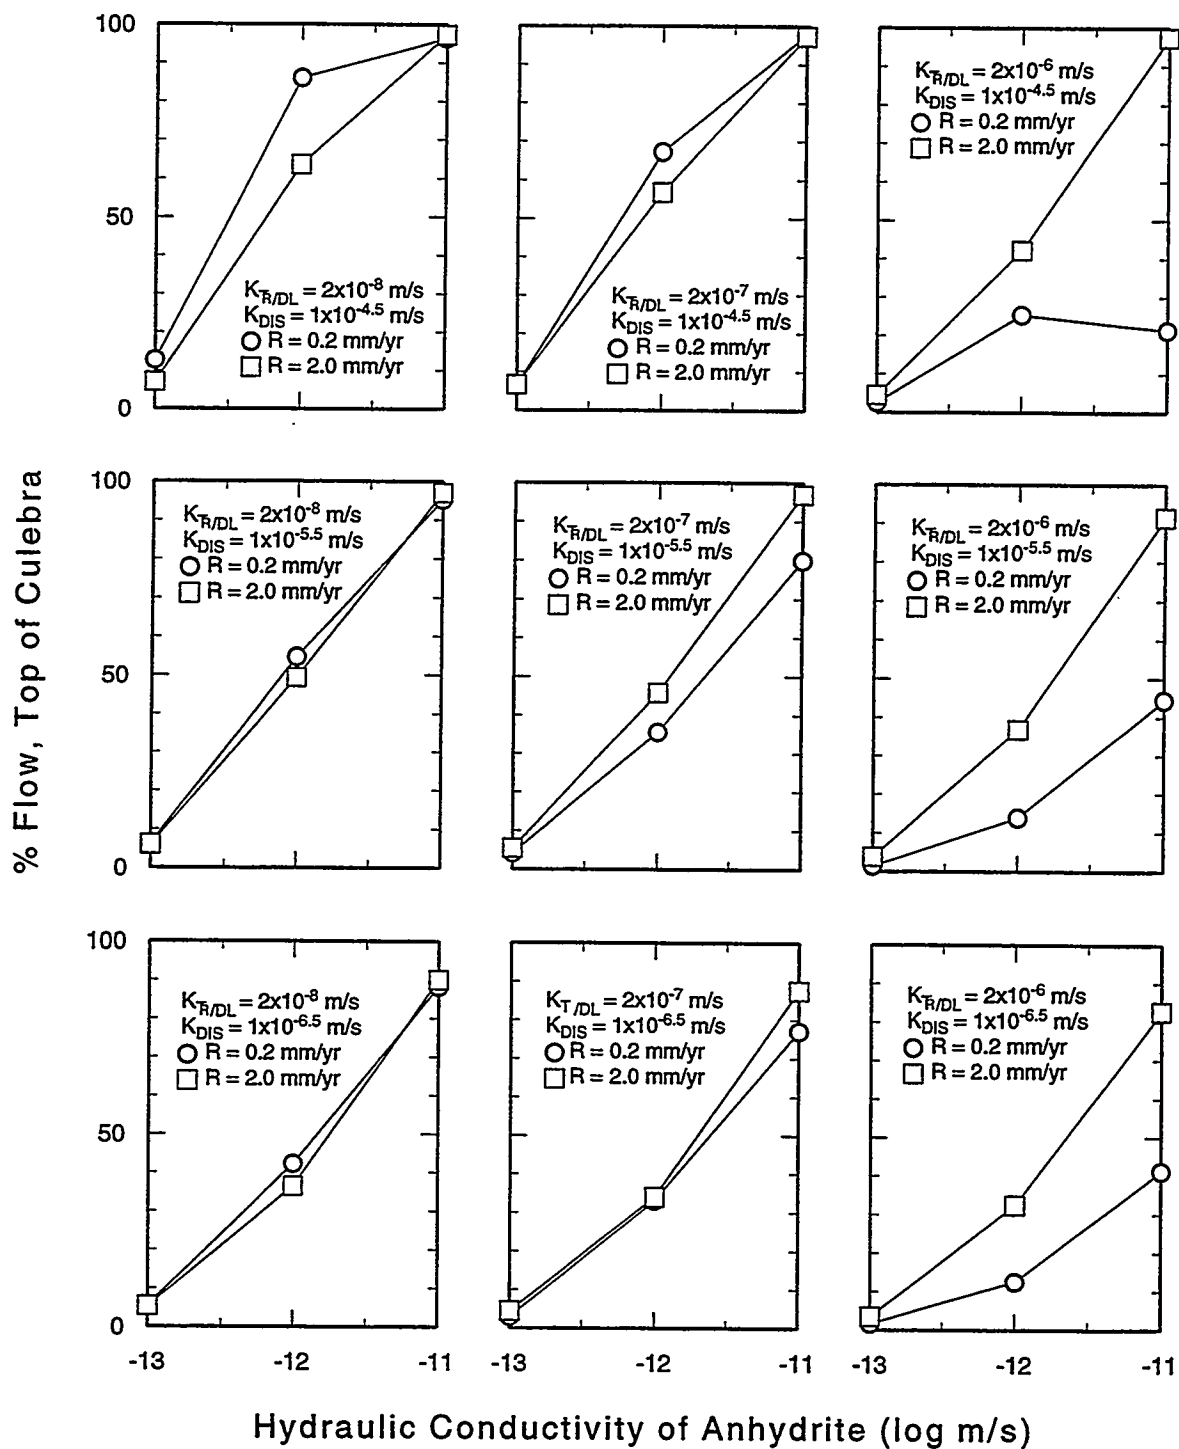 100
50
0
K_T̄R/DL = 2x10^-8 m/s
K_DIS = 1x10^-4.5 m/s
R = 0.2 mm/yr
R = 2.0 mm/yr
K_T̄R/DL = 2x10^-7 m/s
K_DIS = 1x10^-4.5 m/s
R = 0.2 mm/yr
R = 2.0 mm/yr
K_T̄R/DL = 2x10^-6 m/s
K_DIS = 1x10^-4.5 m/s
R = 0.2 mm/yr
R = 2.0 mm/yr
% Flow, Top of Culebra
100
50
0
K_T̄R/DL = 2x10^-8 m/s
K_DIS = 1x10^-5.5 m/s
R = 0.2 mm/yr
R = 2.0 mm/yr
K_T̄R/DL = 2x10^-7 m/s
K_DIS = 1x10^-5.5 m/s
R = 0.2 mm/yr
R = 2.0 mm/yr
K_T̄R/DL = 2x10^-6 m/s
K_DIS = 1x10^-5.5 m/s
R = 0.2 mm/yr
R = 2.0 mm/yr
100
50
0
K_T̄R/DL = 2x10^-8 m/s
K_DIS = 1x10^-6.5 m/s
R = 0.2 mm/yr
R = 2.0 mm/yr
K_T /DL = 2x10^-7 m/s
K_DIS = 1x10^-6.5 m/s
R = 0.2 mm/yr
R = 2.0 mm/yr
K_T̄R/DL = 2x10^-6 m/s
K_DIS = 1x10^-6.5 m/s
R = 0.2 mm/yr
R = 2.0 mm/yr
-13 -12 -11 -13 -12 -11 -13 -12 -11
Hydraulic Conductivity of Anhydrite (log m/s)